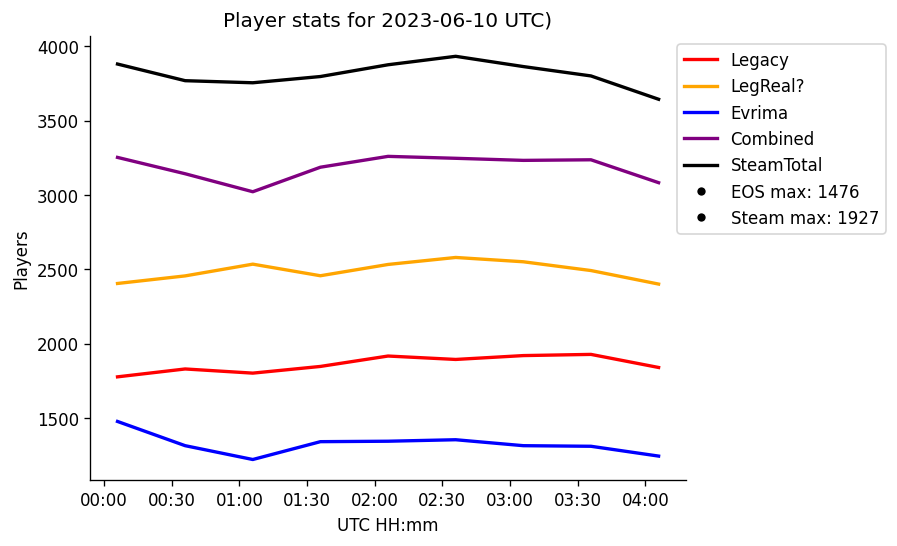 Player stats for 2023-06-10 UTC)
4000
3500
3000
2500
2000
1500
Players
00:00 00:30 01:00 01:30 02:00 02:30 03:00 03:30 04:00
UTC HH:mm
Legacy
LegReal?
Evrima
Combined
SteamTotal
EOS max: 1476
Steam max: 1927